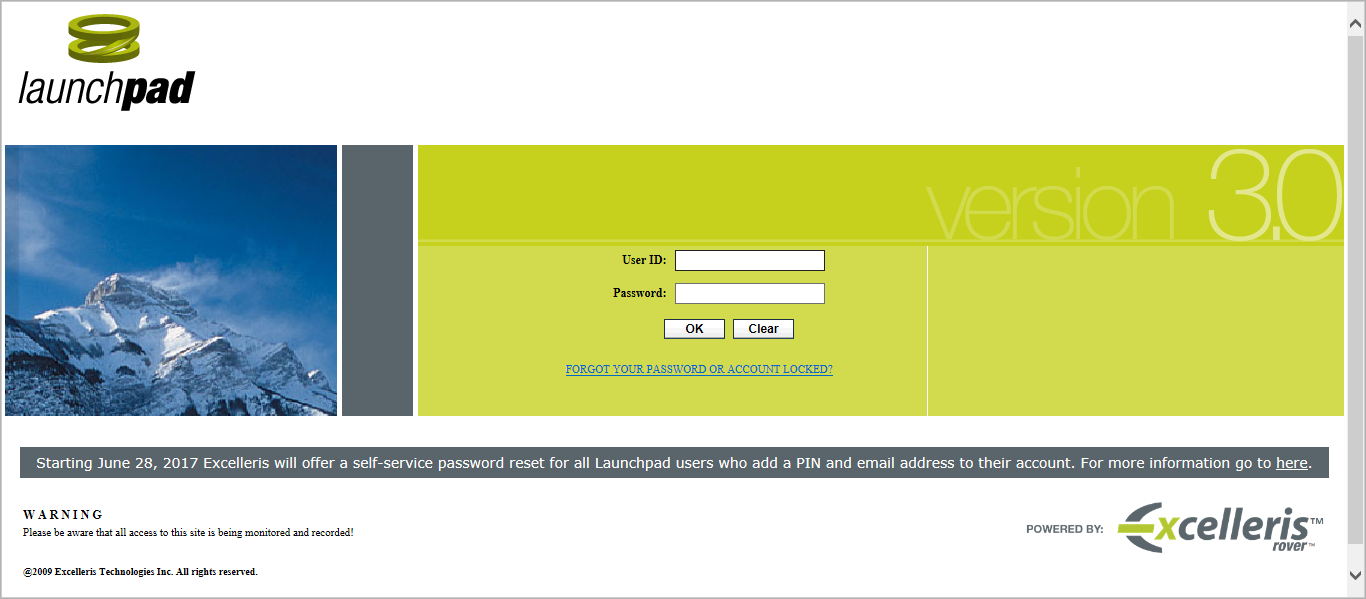 launchpad
version 3.0
User ID:
Password:
OK Clear
FORGOT YOUR PASSWORD OR ACCOUNT LOCKED?
Starting June 28, 2017 Excelleris will offer a self-service password reset for all Launchpad users who add a PIN and email address to their account. For more information go to here.
WARNING
Please be aware that all access to this site is being monitored and recorded!
POWERED BY: Excelleris™
rover™
@2009 Excelleris Technologies Inc. All rights reserved.